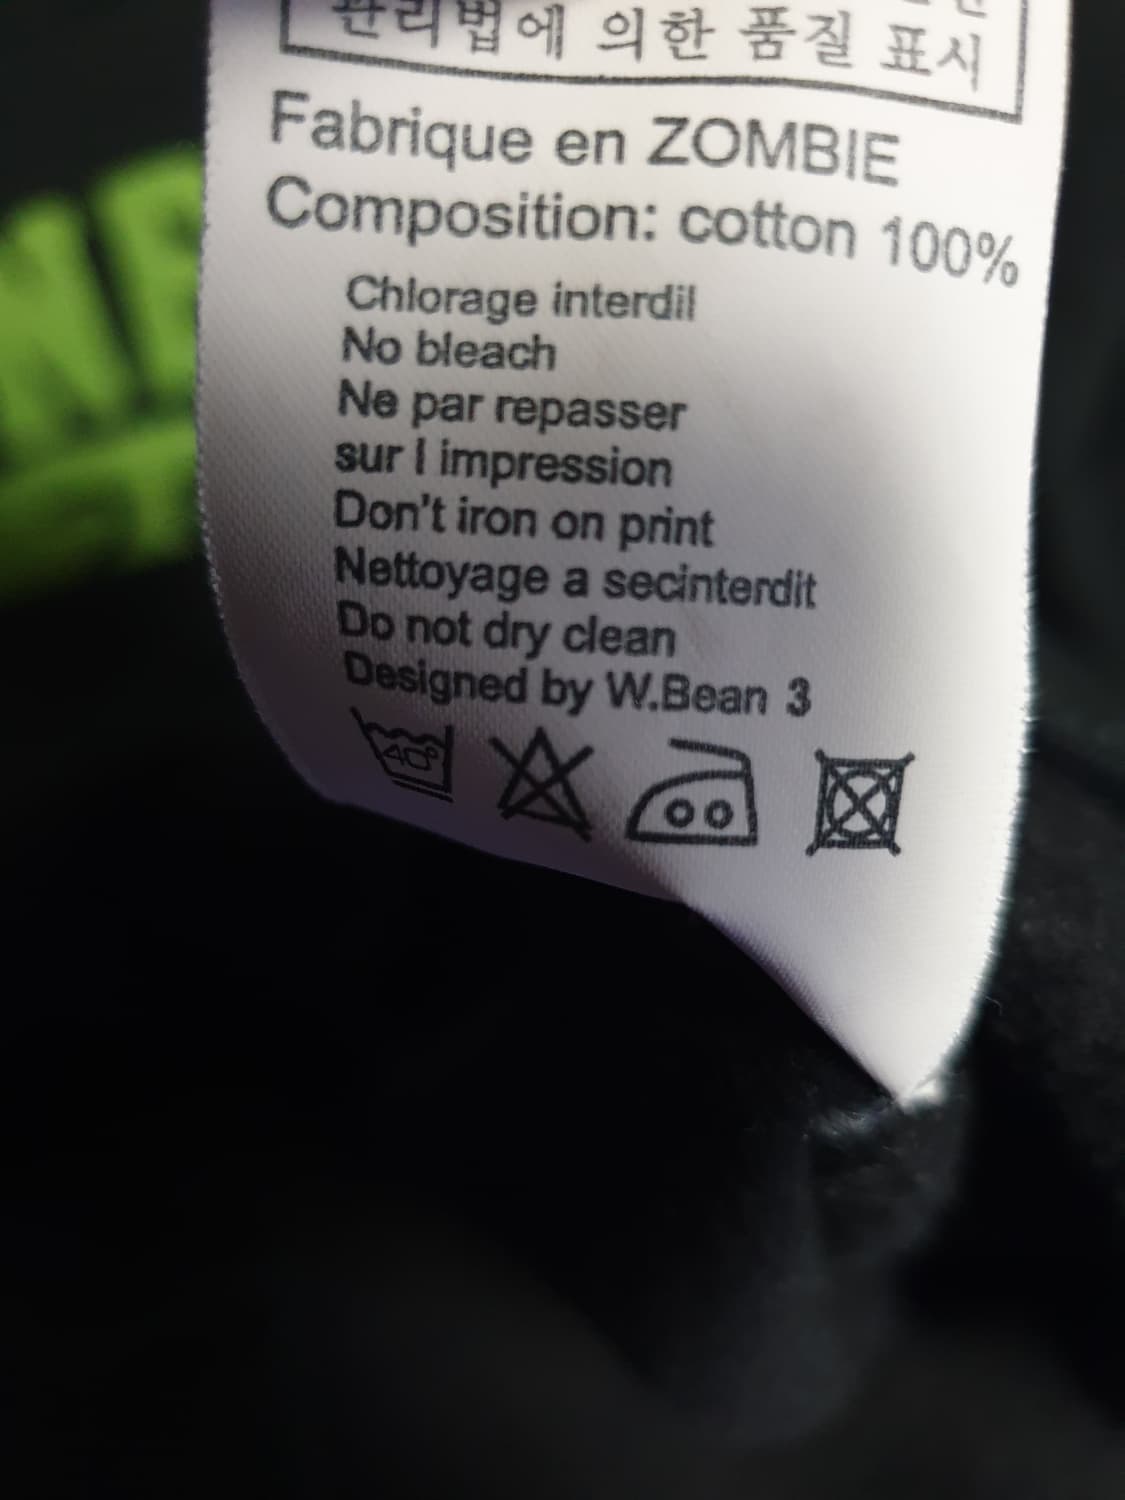 관리법에 의한 품질 표시
Fabrique en ZOMBIE
Composition: cotton 100%
Chlorage interdil
No bleach
Ne par repasser
sur l impression
Don't iron on print
Nettoyage a secinterdit
Do not dry clean
Designed by W.Bean 3
40°